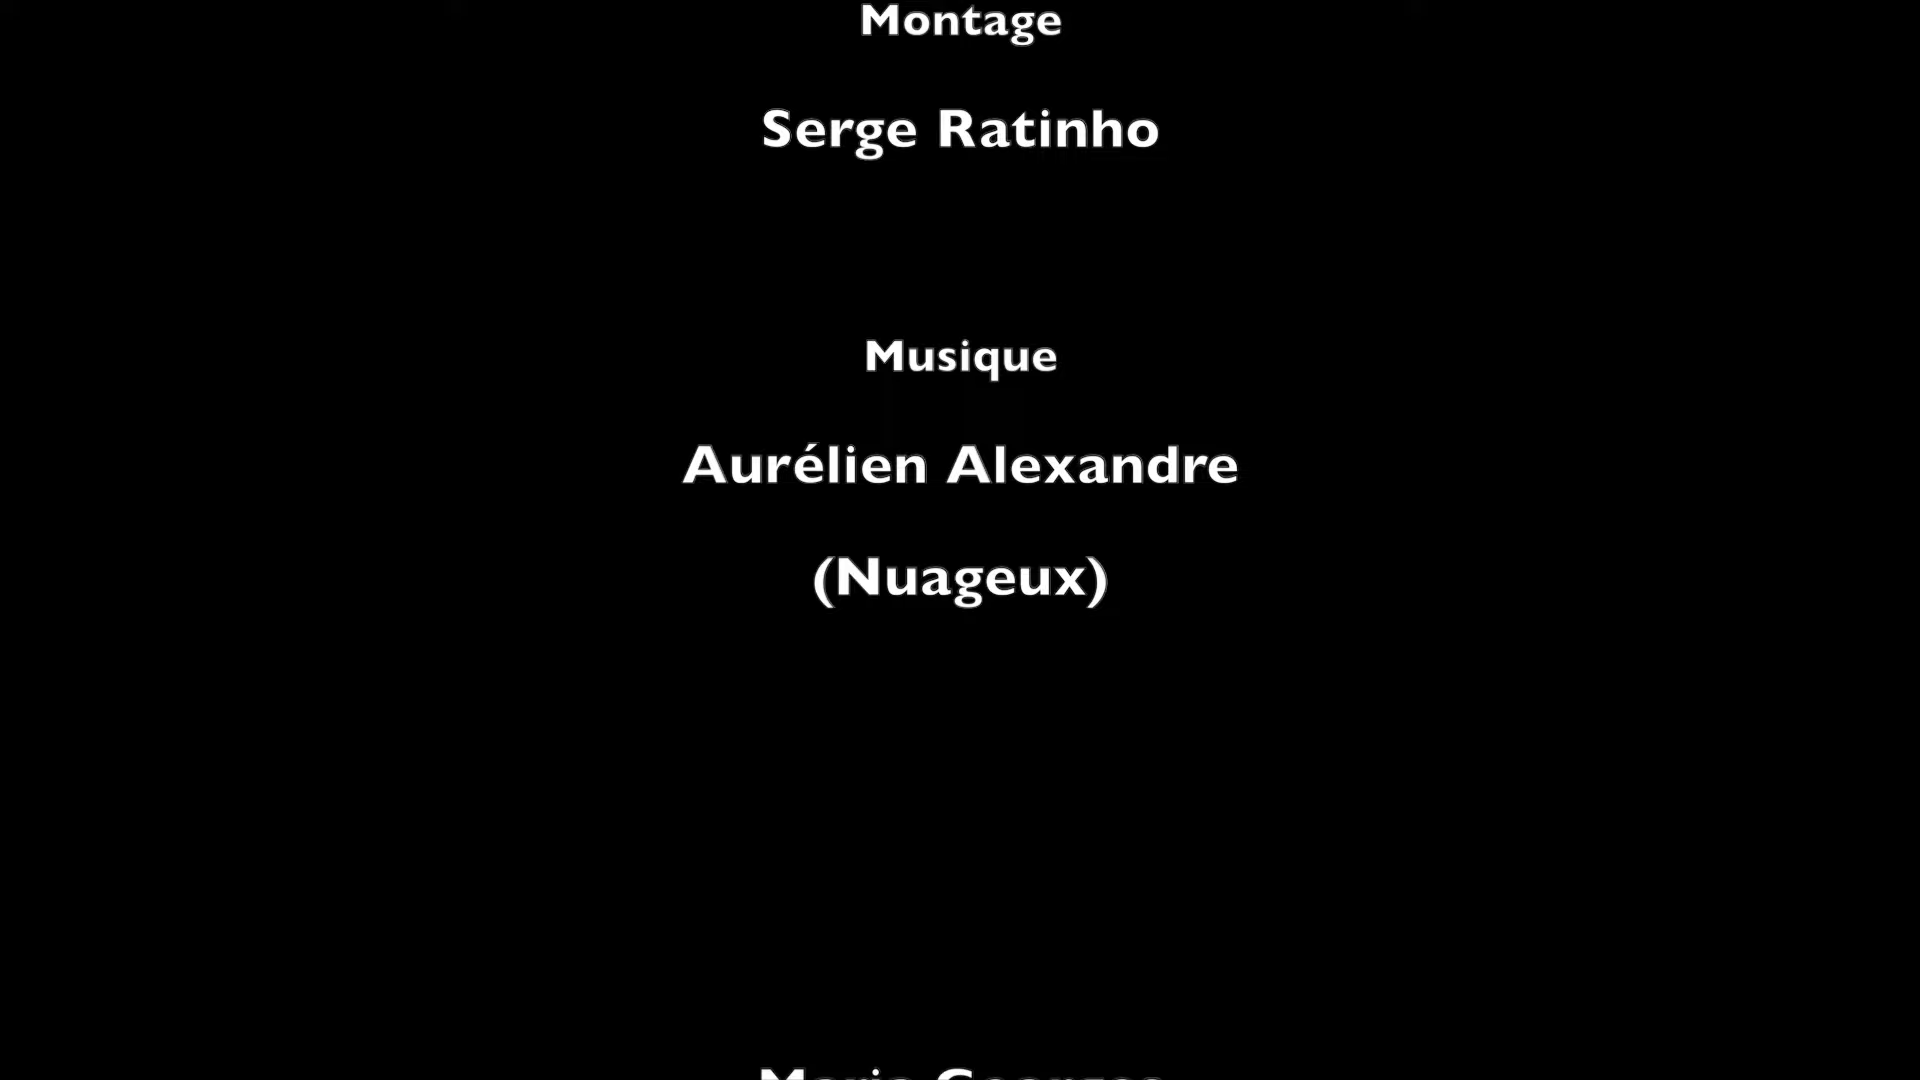 Montage
Serge Ratinho
Musique
Aurélien Alexandre
(Nuageux)